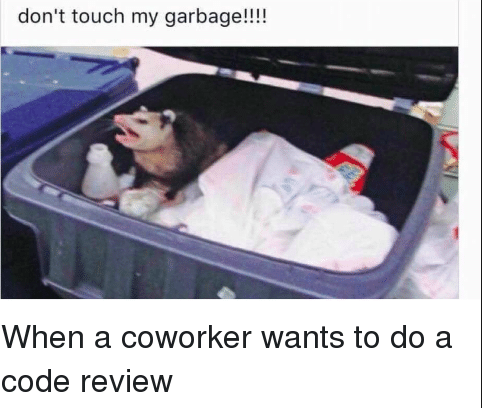 don't touch my garbage!!!!
When a coworker wants to do a
code review